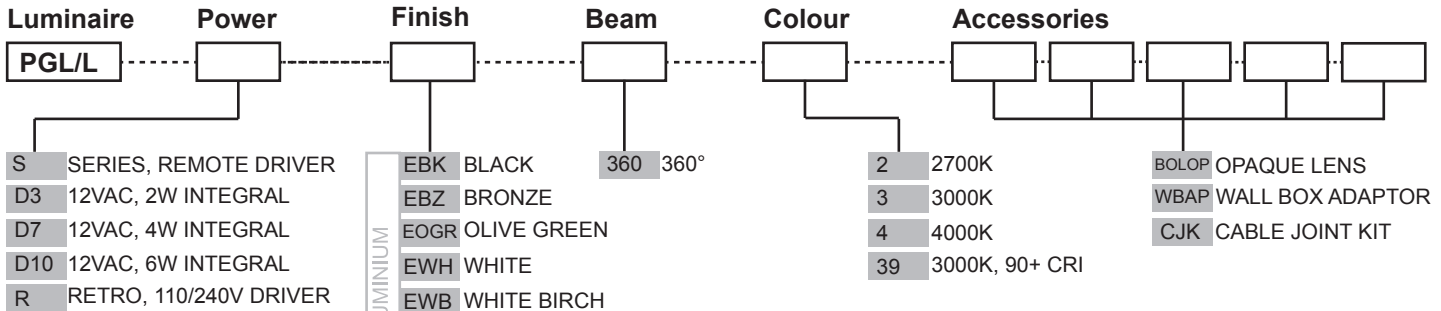 Luminaire Power Finish Beam Colour Accessories
PGL/L
S SERIES, REMOTE DRIVER EBK BLACK 360 360° 2 2700K BOLOP OPAQUE LENS
D3 12VAC, 2W INTEGRAL EBZ BRONZE 3 3000K WBAP WALL BOX ADAPTOR
D7 12VAC, 4W INTEGRAL EOGR OLIVE GREEN 4 4000K CJK CABLE JOINT KIT
D10 12VAC, 6W INTEGRAL EWH WHITE 39 3000K, 90+ CRI
R RETRO, 110/240V DRIVER EWB WHITE BIRCH